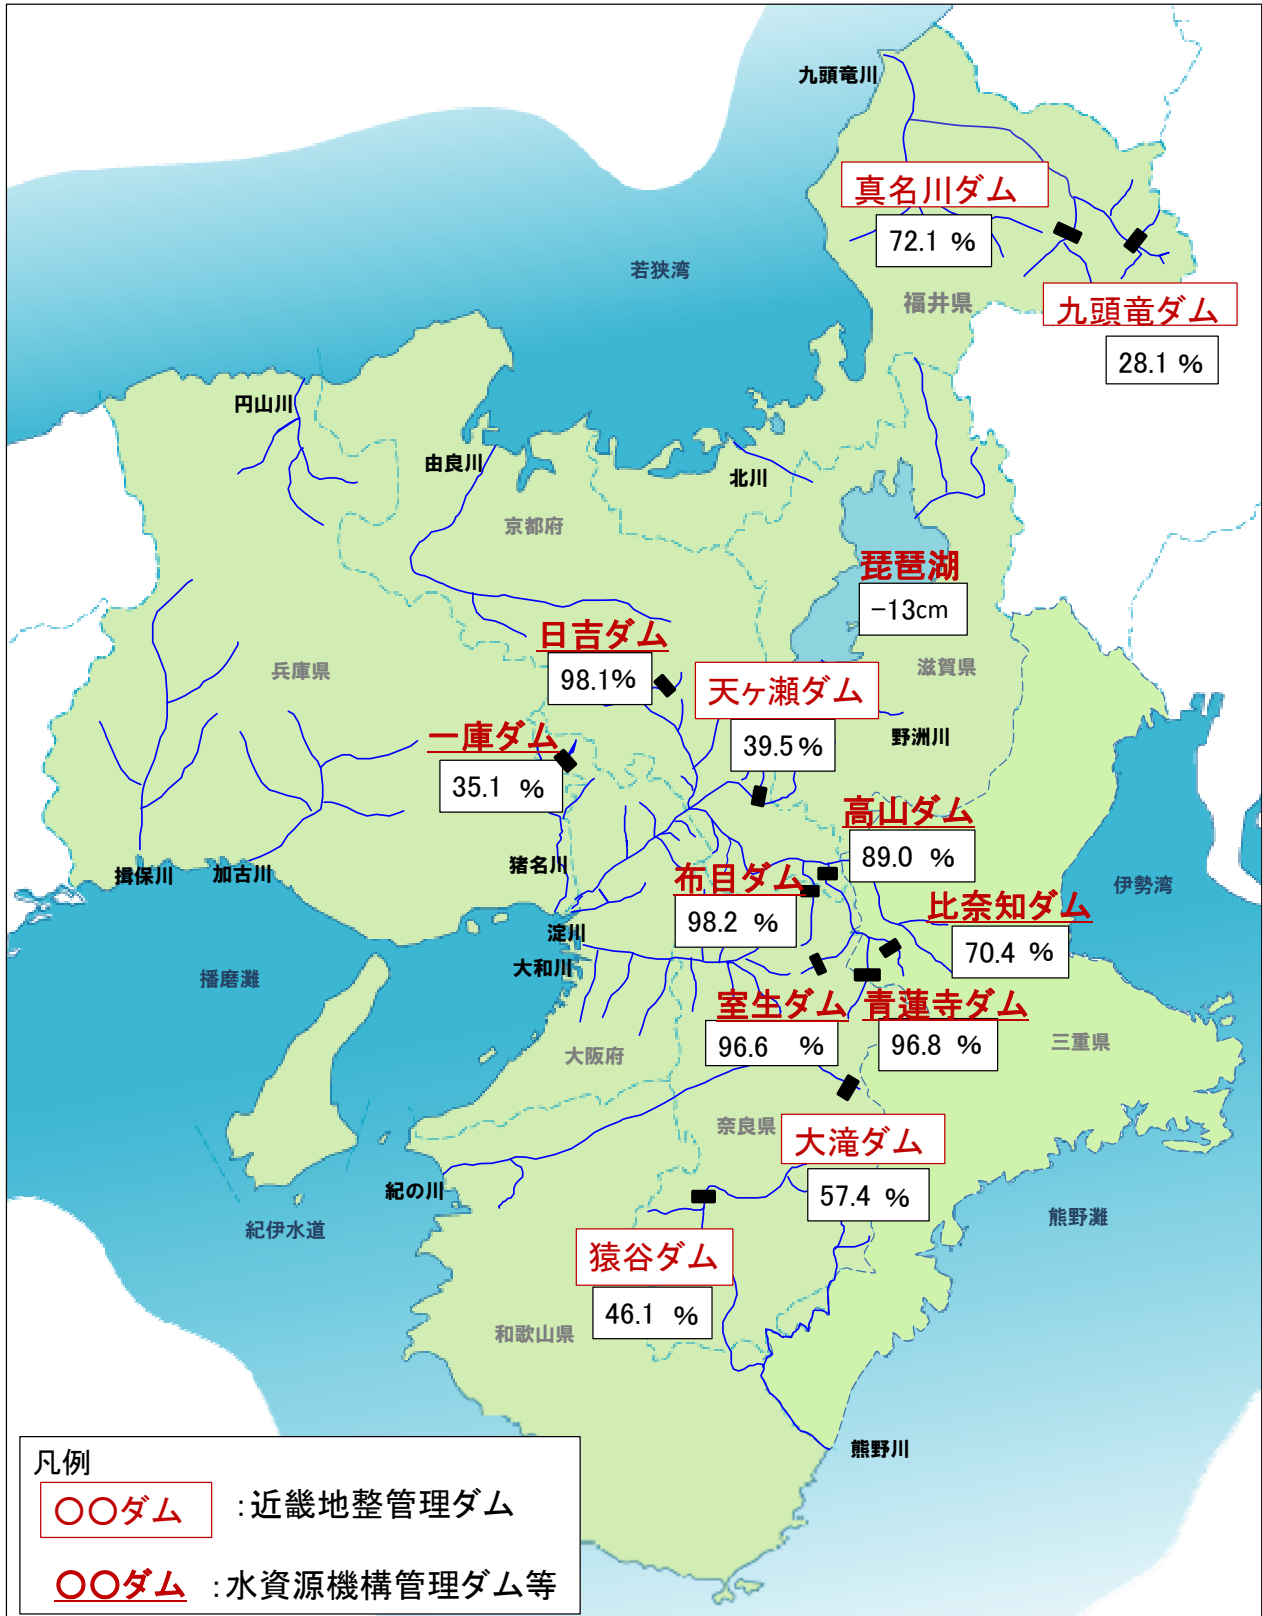 九頭竜川
真名川ダム
72.1 %
若狭湾
福井県
九頭竜ダム
28.1 %
円山川
由良川
北川
京都府
琵琶湖
-13cm
日吉ダム
98.1%
兵庫県
滋賀県
天ヶ瀬ダム
39.5%
野洲川
一庫ダム
35.1 %
高山ダム
89.0 %
猪名川
揖保川
加古川
布目ダム
98.2 %
伊勢湾
比奈知ダム
70.4 %
淀川
大和川
播磨灘
室生ダム
96.6 %
青蓮寺ダム
96.8 %
大阪府
三重県
奈良県
大滝ダム
57.4 %
紀の川
紀伊水道
熊野灘
猿谷ダム
46.1 %
和歌山県
熊野川
凡例
〇〇ダム :近畿地整管理ダム
〇〇ダム :水資源機構管理ダム等